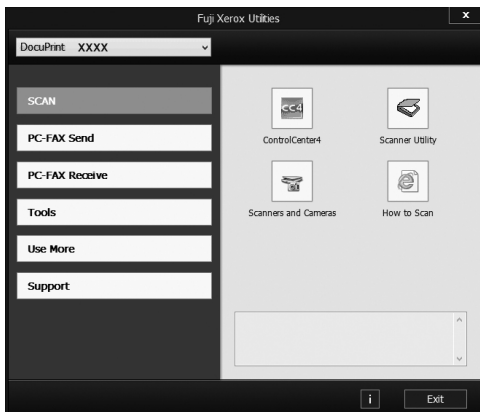 Fuji Xerox Utilities
x
DocuPrint XXXX
SCAN
PC-FAX Send
PC-FAX Receive
Tools
Use More
Support
CC4
ControlCenter4
Scanner Utility
Scanners and Cameras
How to Scan
i
Exit